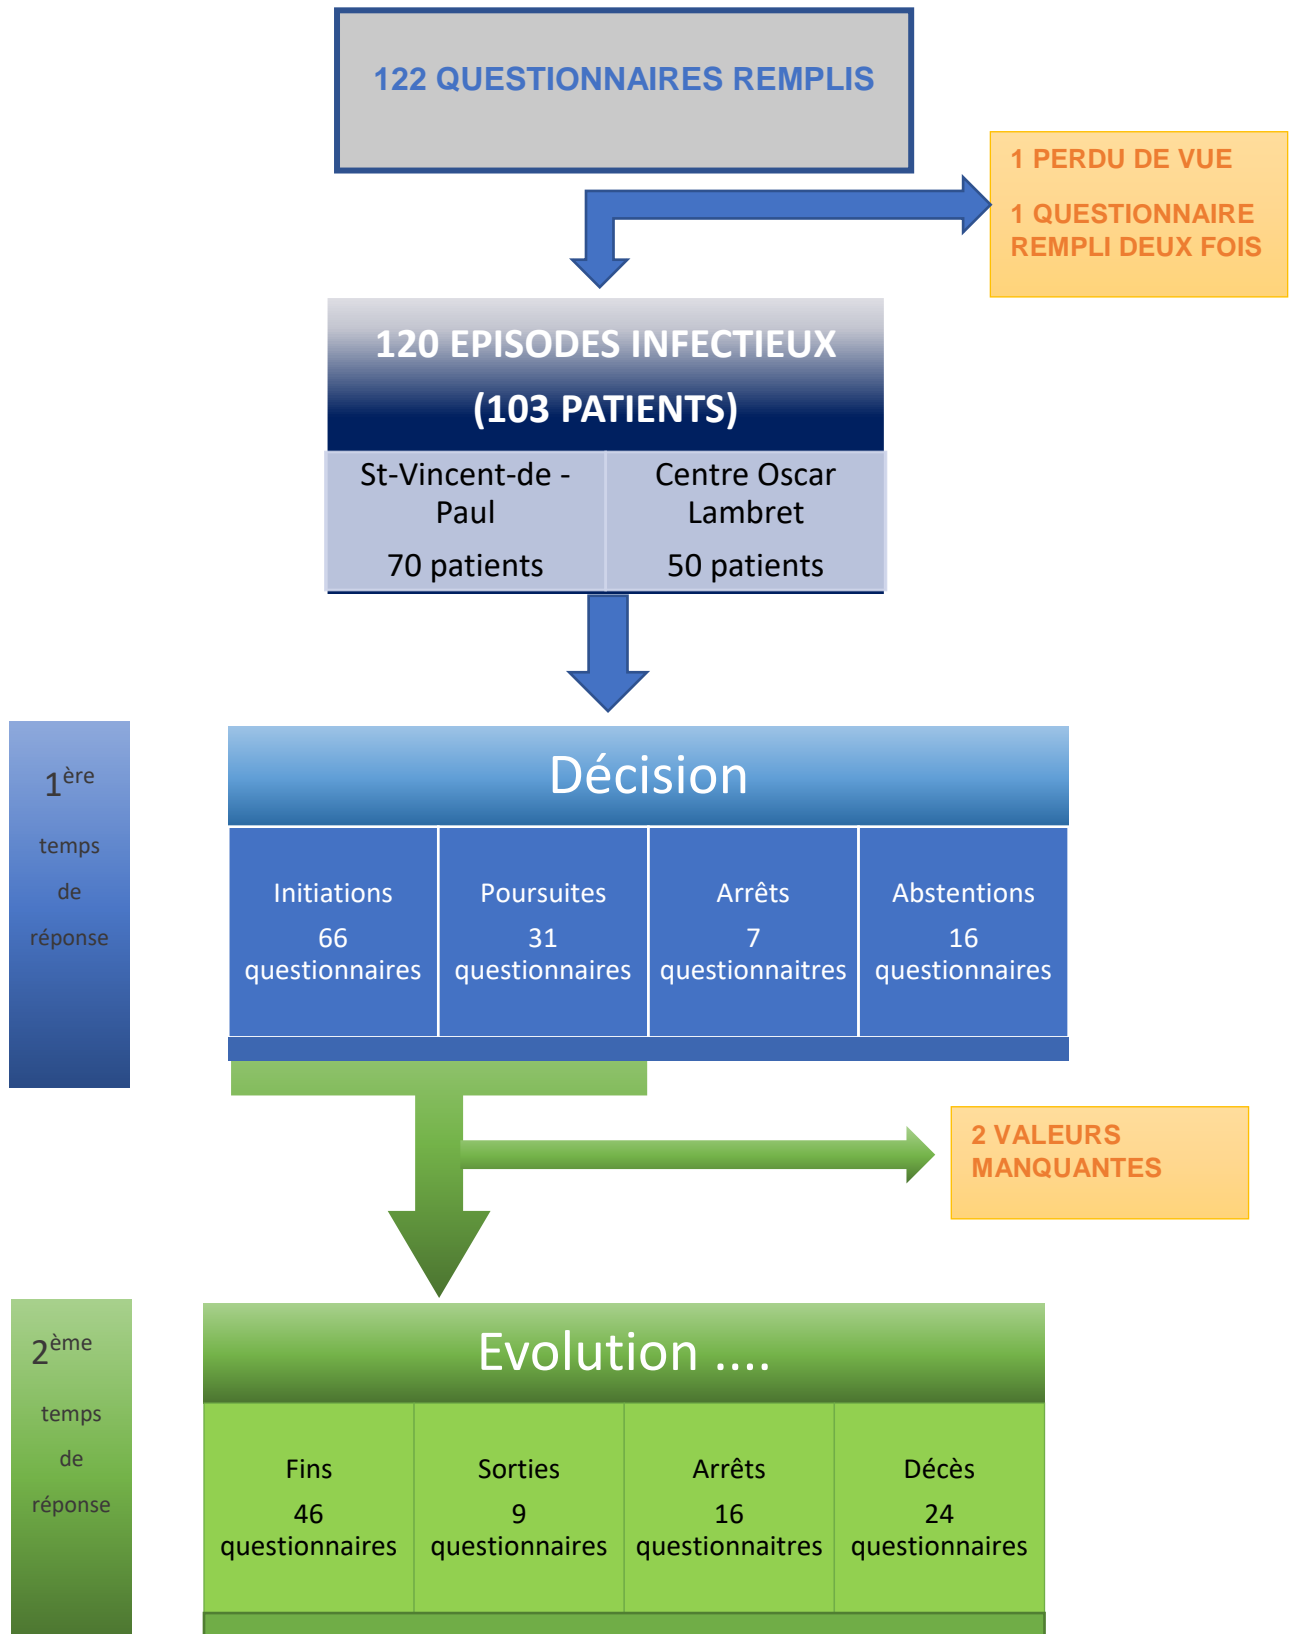 122 QUESTIONNAIRES REMPLIS
1 PERDU DE VUE
1 QUESTIONNAIRE
REMPLI DEUX FOIS
120 EPISODES INFECTIEUX
(103 PATIENTS)
St-Vincent-de -
Paul
70 patients
Centre Oscar
Lambret
50 patients
1ère
temps
de
réponse
Décision
Initiations
66
questionnaires
Poursuites
31
questionnaires
Arrêts
7
questionnaitres
Abstentions
16
questionnaires
2 VALEURS
MANQUANTES
2ème
temps
de
réponse
Evolution ....
Fins
46
questionnaires
Sorties
9
questionnaires
Arrêts
16
questionnaitres
Décès
24
questionnaires